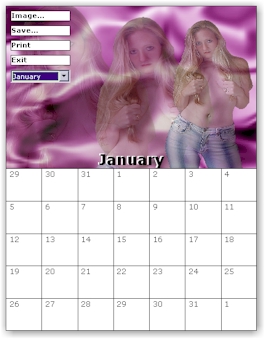 Image...
Save...
Print
Exit
January
January
29 30 31 1 2 3 4
5 6 7 8 9 10 11
12 13 14 15 16 17 18
19 20 21 22 23 24 25
26 27 28 29 30 31 1